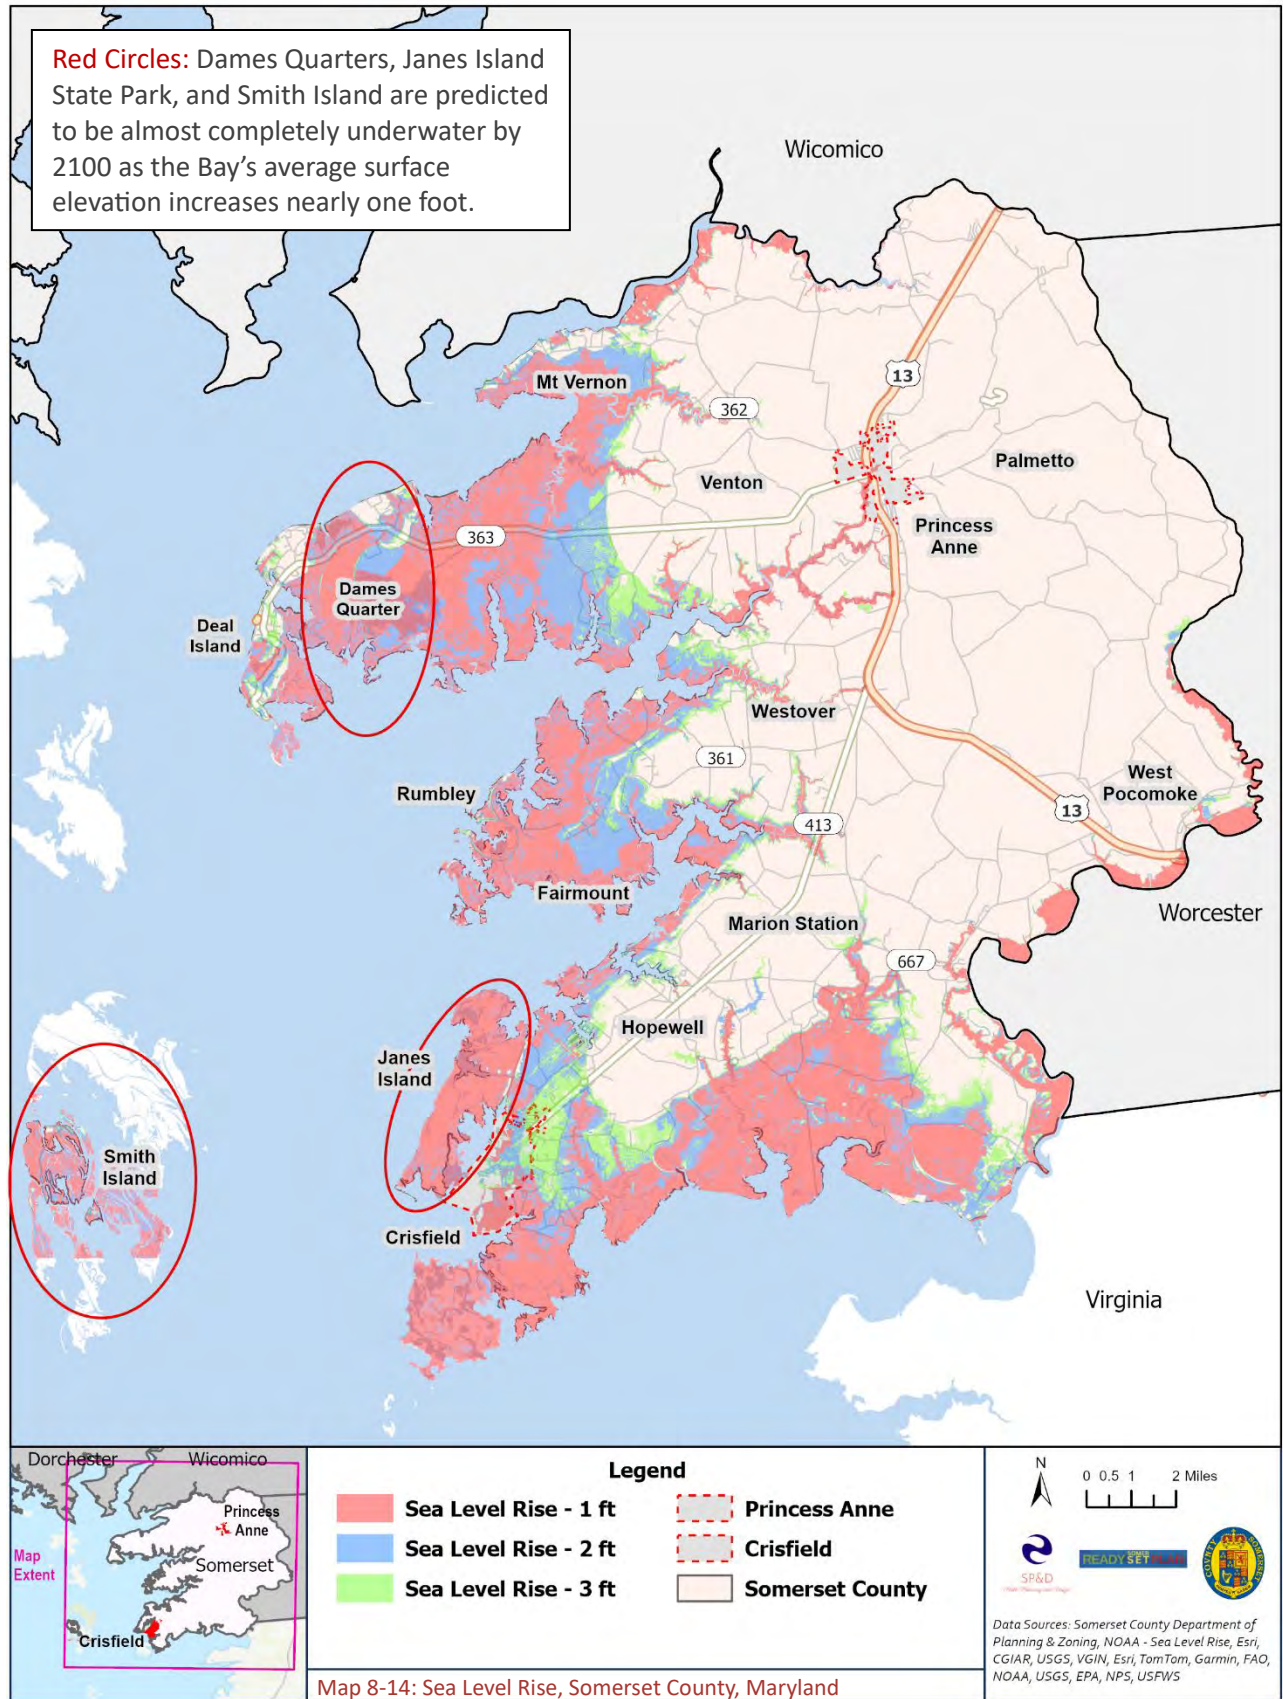 Red Circles: Dames Quarters, Janes Island
State Park, and Smith Island are predicted
to be almost completely underwater by
2100 as the Bay's average surface
elevation increases nearly one foot.
Wicomico
Mt Vernon
13
362
Palmetto
Venton
Princess
Anne
363
Dames
Quarter
Deal
Island
Westover
361
West
Pocomoke
Rumbley
13
413
Fairmount
Worcester
Marion Station
667
Hopewell
Janes
Island
Smith
Island
Crisfield
Virginia
Dorchester
Wicomico
Princess
Anne
Map
Extent
Somerset
Crisfield
Legend
Sea Level Rise - 1 ft
Sea Level Rise - 2 ft
Sea Level Rise - 3 ft
Princess Anne
Crisfield
Somerset County
N
0 0.5 1 2 Miles
SP&D
READY SET PLAN
COUNTY SOMERSET
Data Sources: Somerset County Department of
Planning & Zoning, NOAA - Sea Level Rise, Esri,
CGIAR, USGS, VGIN, Esri, TomTom, Garmin, FAO,
NOAA, USGS, EPA, NPS, USFWS
Map 8-14: Sea Level Rise, Somerset County, Maryland